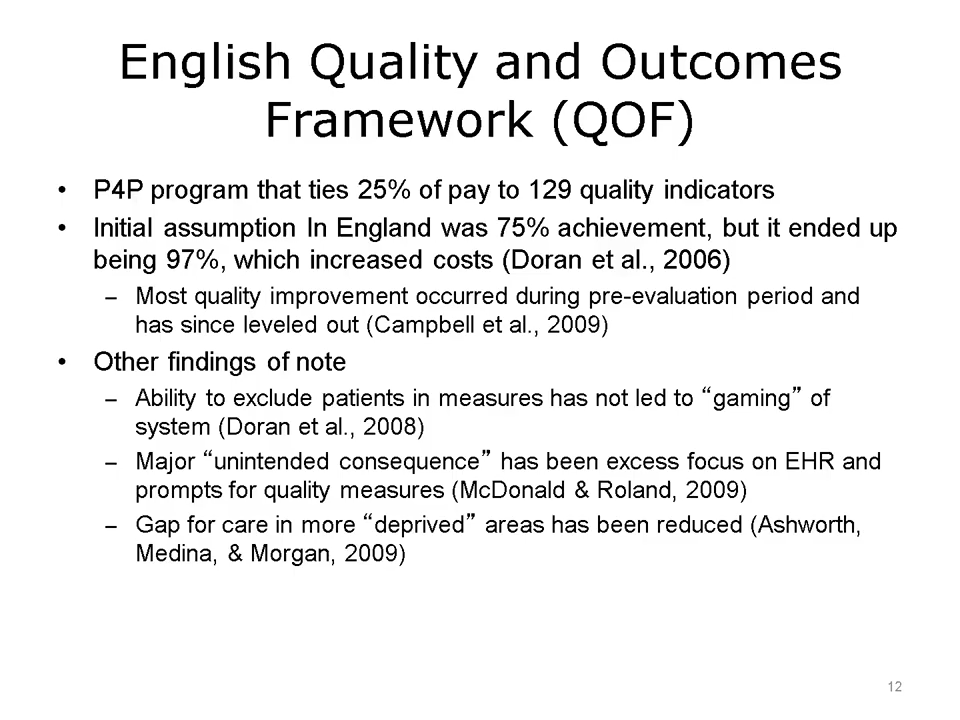 English Quality and Outcomes
Framework (QOF)
• P4P program that ties 25% of pay to 129 quality indicators
• Initial assumption In England was 75% achievement, but it ended up
being 97%, which increased costs (Doran et al., 2006)
– Most quality improvement occurred during pre-evaluation period and
has since leveled out (Campbell et al., 2009)
• Other findings of note
– Ability to exclude patients in measures has not led to “gaming” of
system (Doran et al., 2008)
– Major “unintended consequence” has been excess focus on EHR and
prompts for quality measures (McDonald & Roland, 2009)
– Gap for care in more “deprived” areas has been reduced (Ashworth,
Medina, & Morgan, 2009)
12